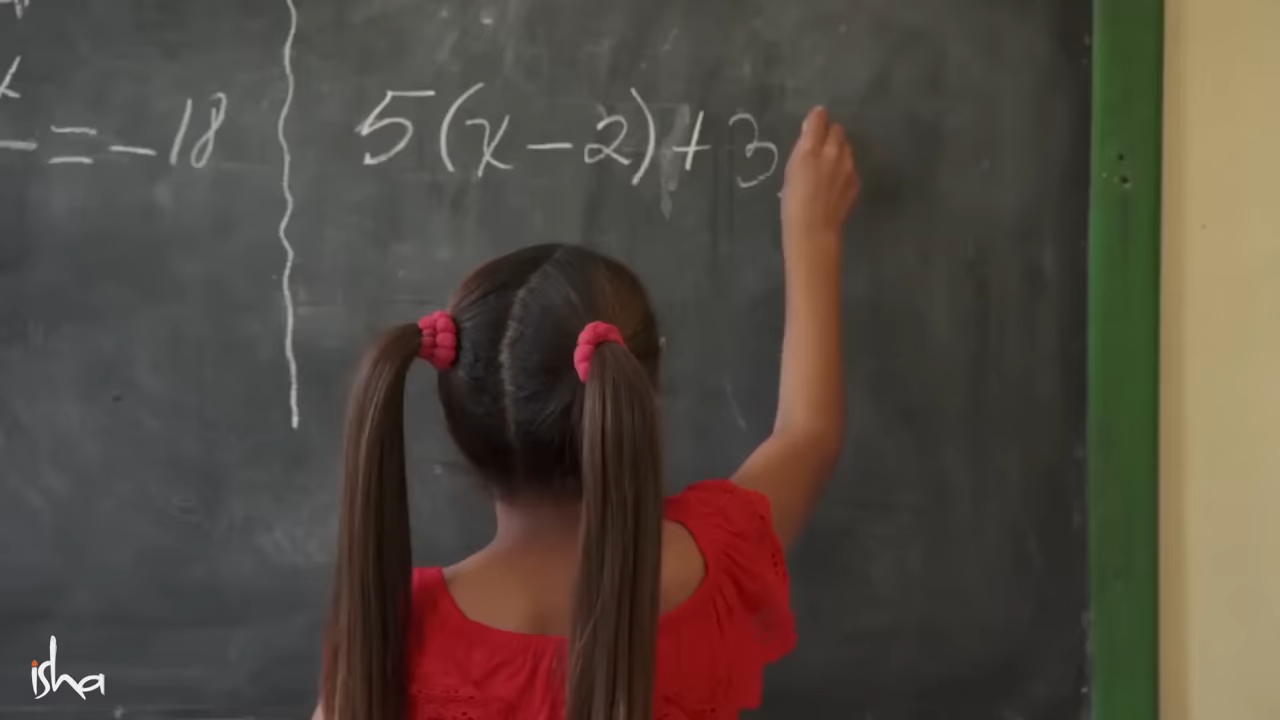 = - 18
5(x - 2) + 3
isha